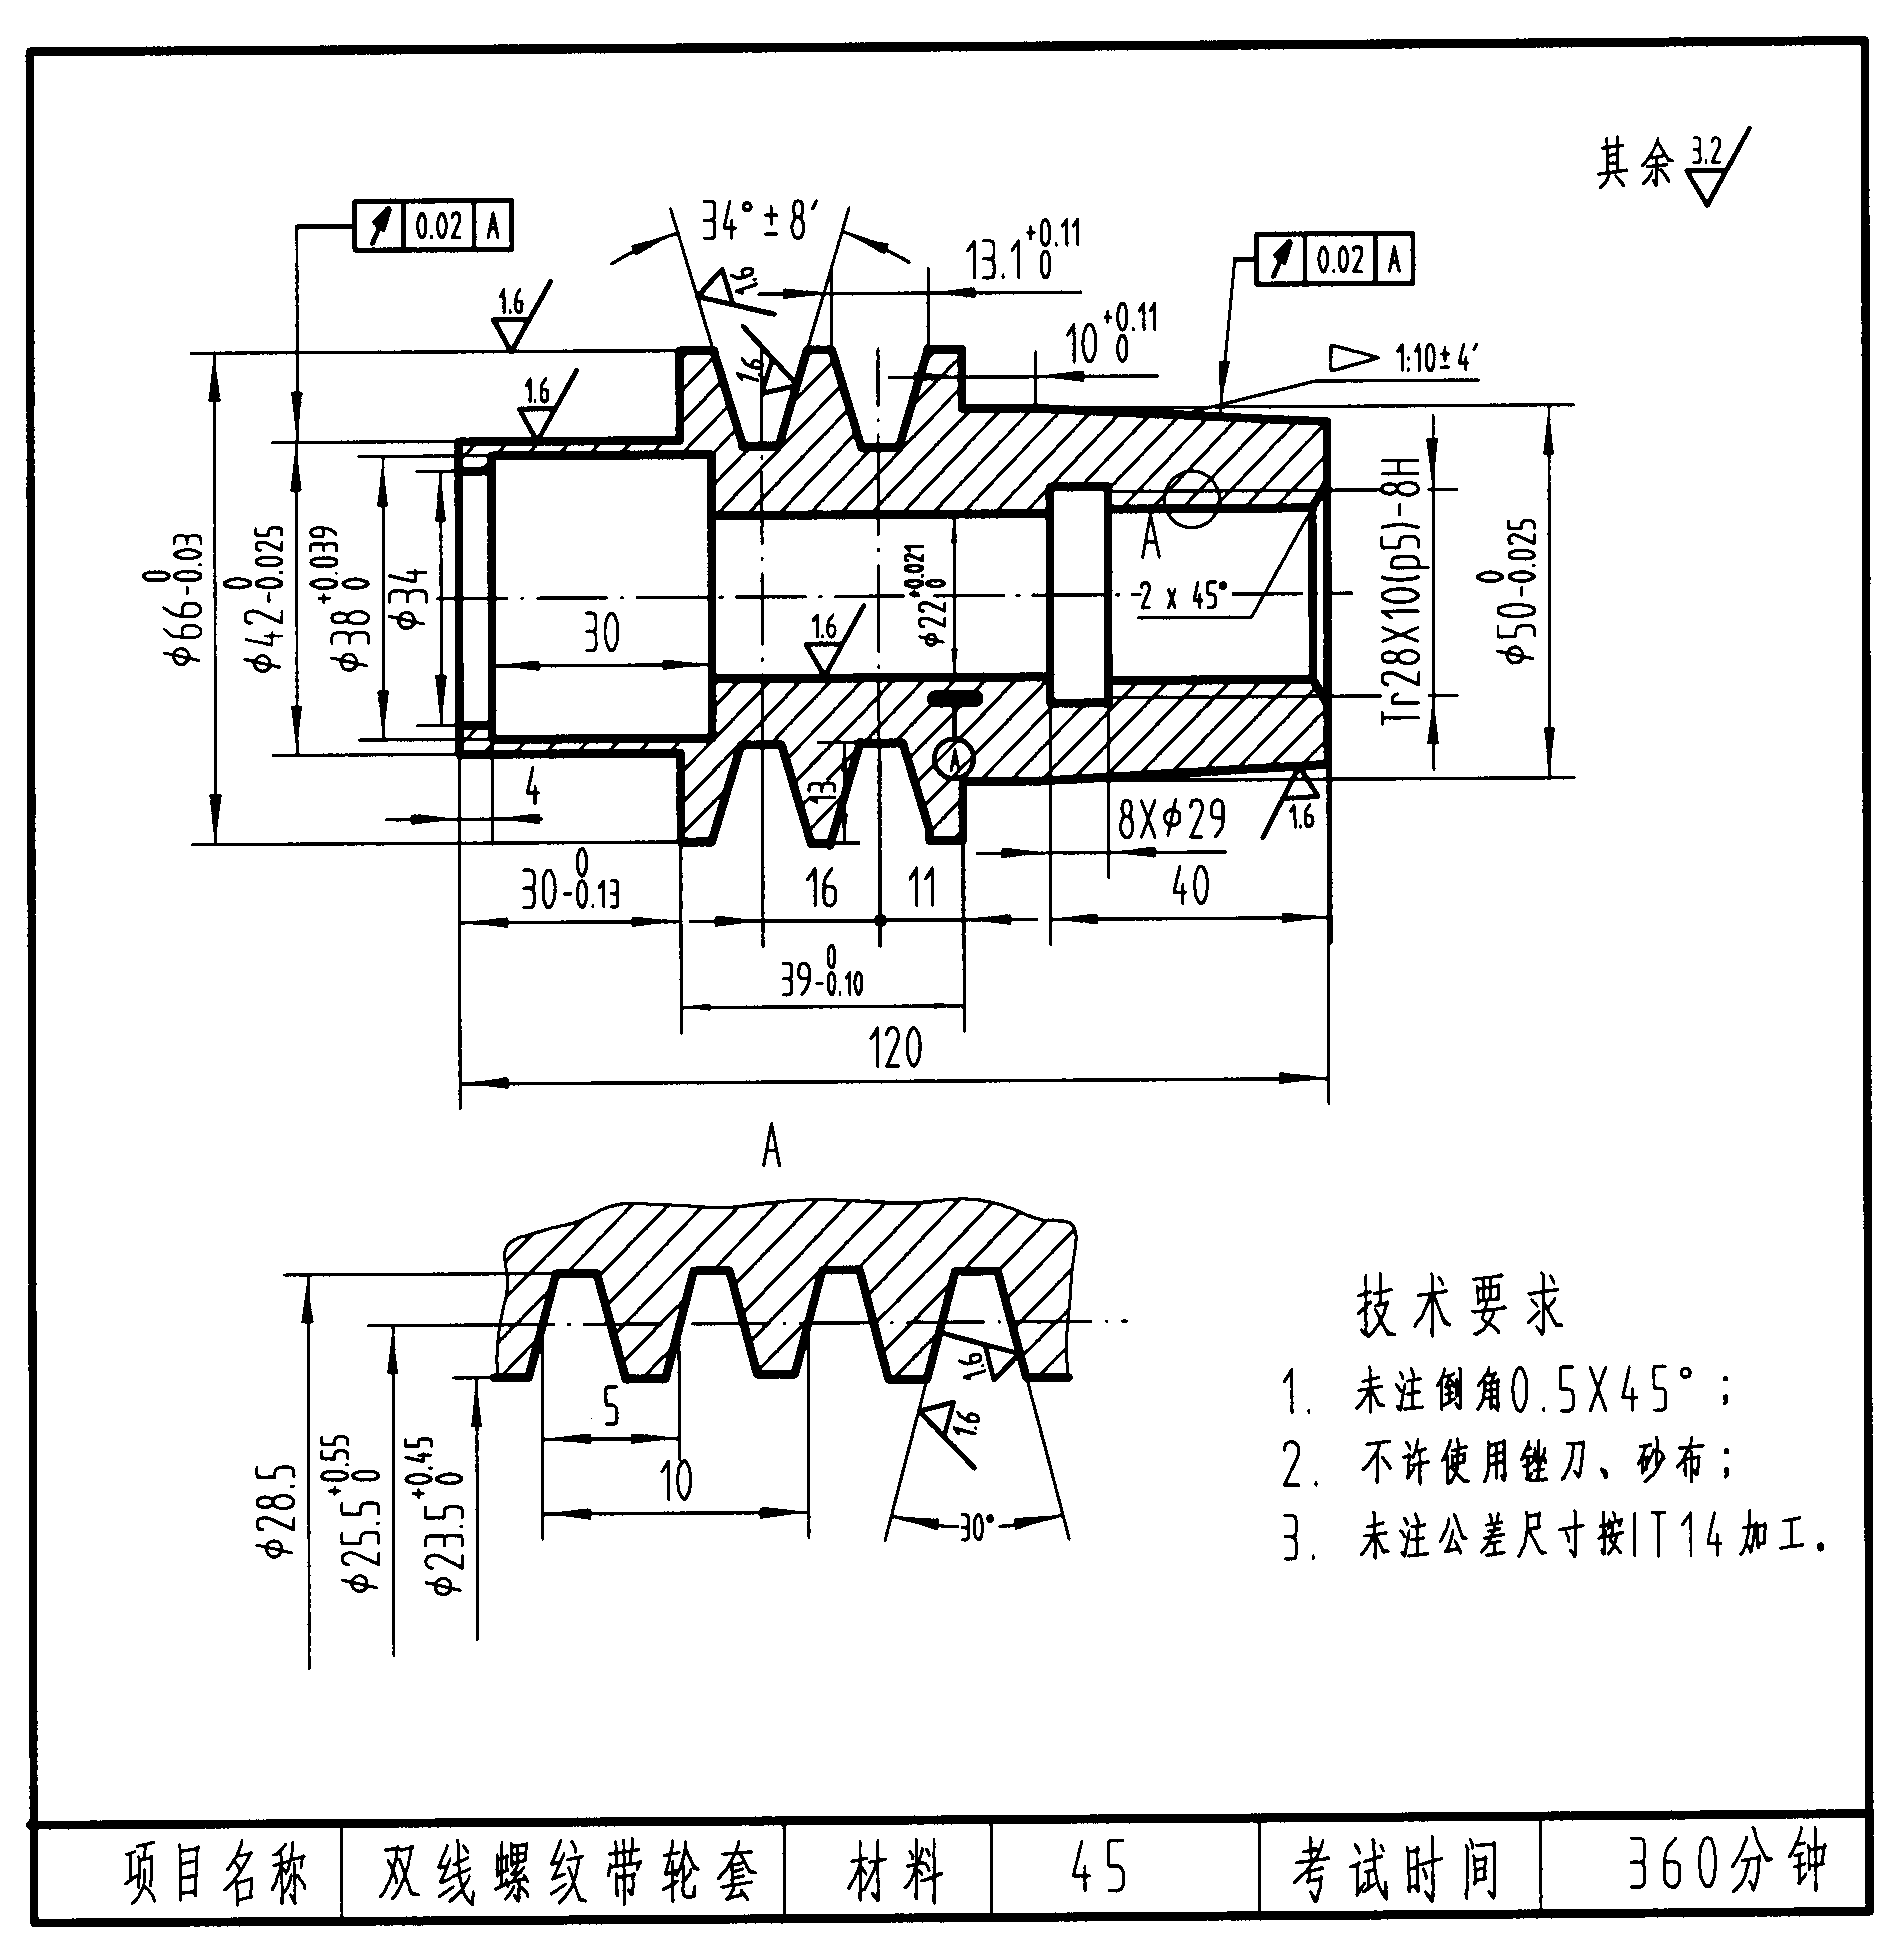 其余 3.2
0.02 A
34°±8′
13.1 +0.11 0
0.02 A
1.6
1.6
1.6
1.6
10 +0.11 0
1:10±4′
φ66 0 -0.03
φ42 0 -0.025
φ38 +0.039 0
φ34
30
1.6
φ22 +0.021 0
A
2 x 45°
Tr28X10(p5)-8H
φ50 0 -0.025
A
4
13
8Xφ29
1.6
30 0 -0.13
16
11
40
39 0 -0.10
120
A
φ28.5
φ25.5 +0.55 0
φ23.5 +0.45 0
5
10
1.6
1.6
30°
技术要求
1. 未注倒角0.5X45°;
2. 不许使用锉刀、砂布;
3. 未注公差尺寸按IT14加工.
项目名称 双线螺纹带轮套 材料 45 考试时间 360分钟